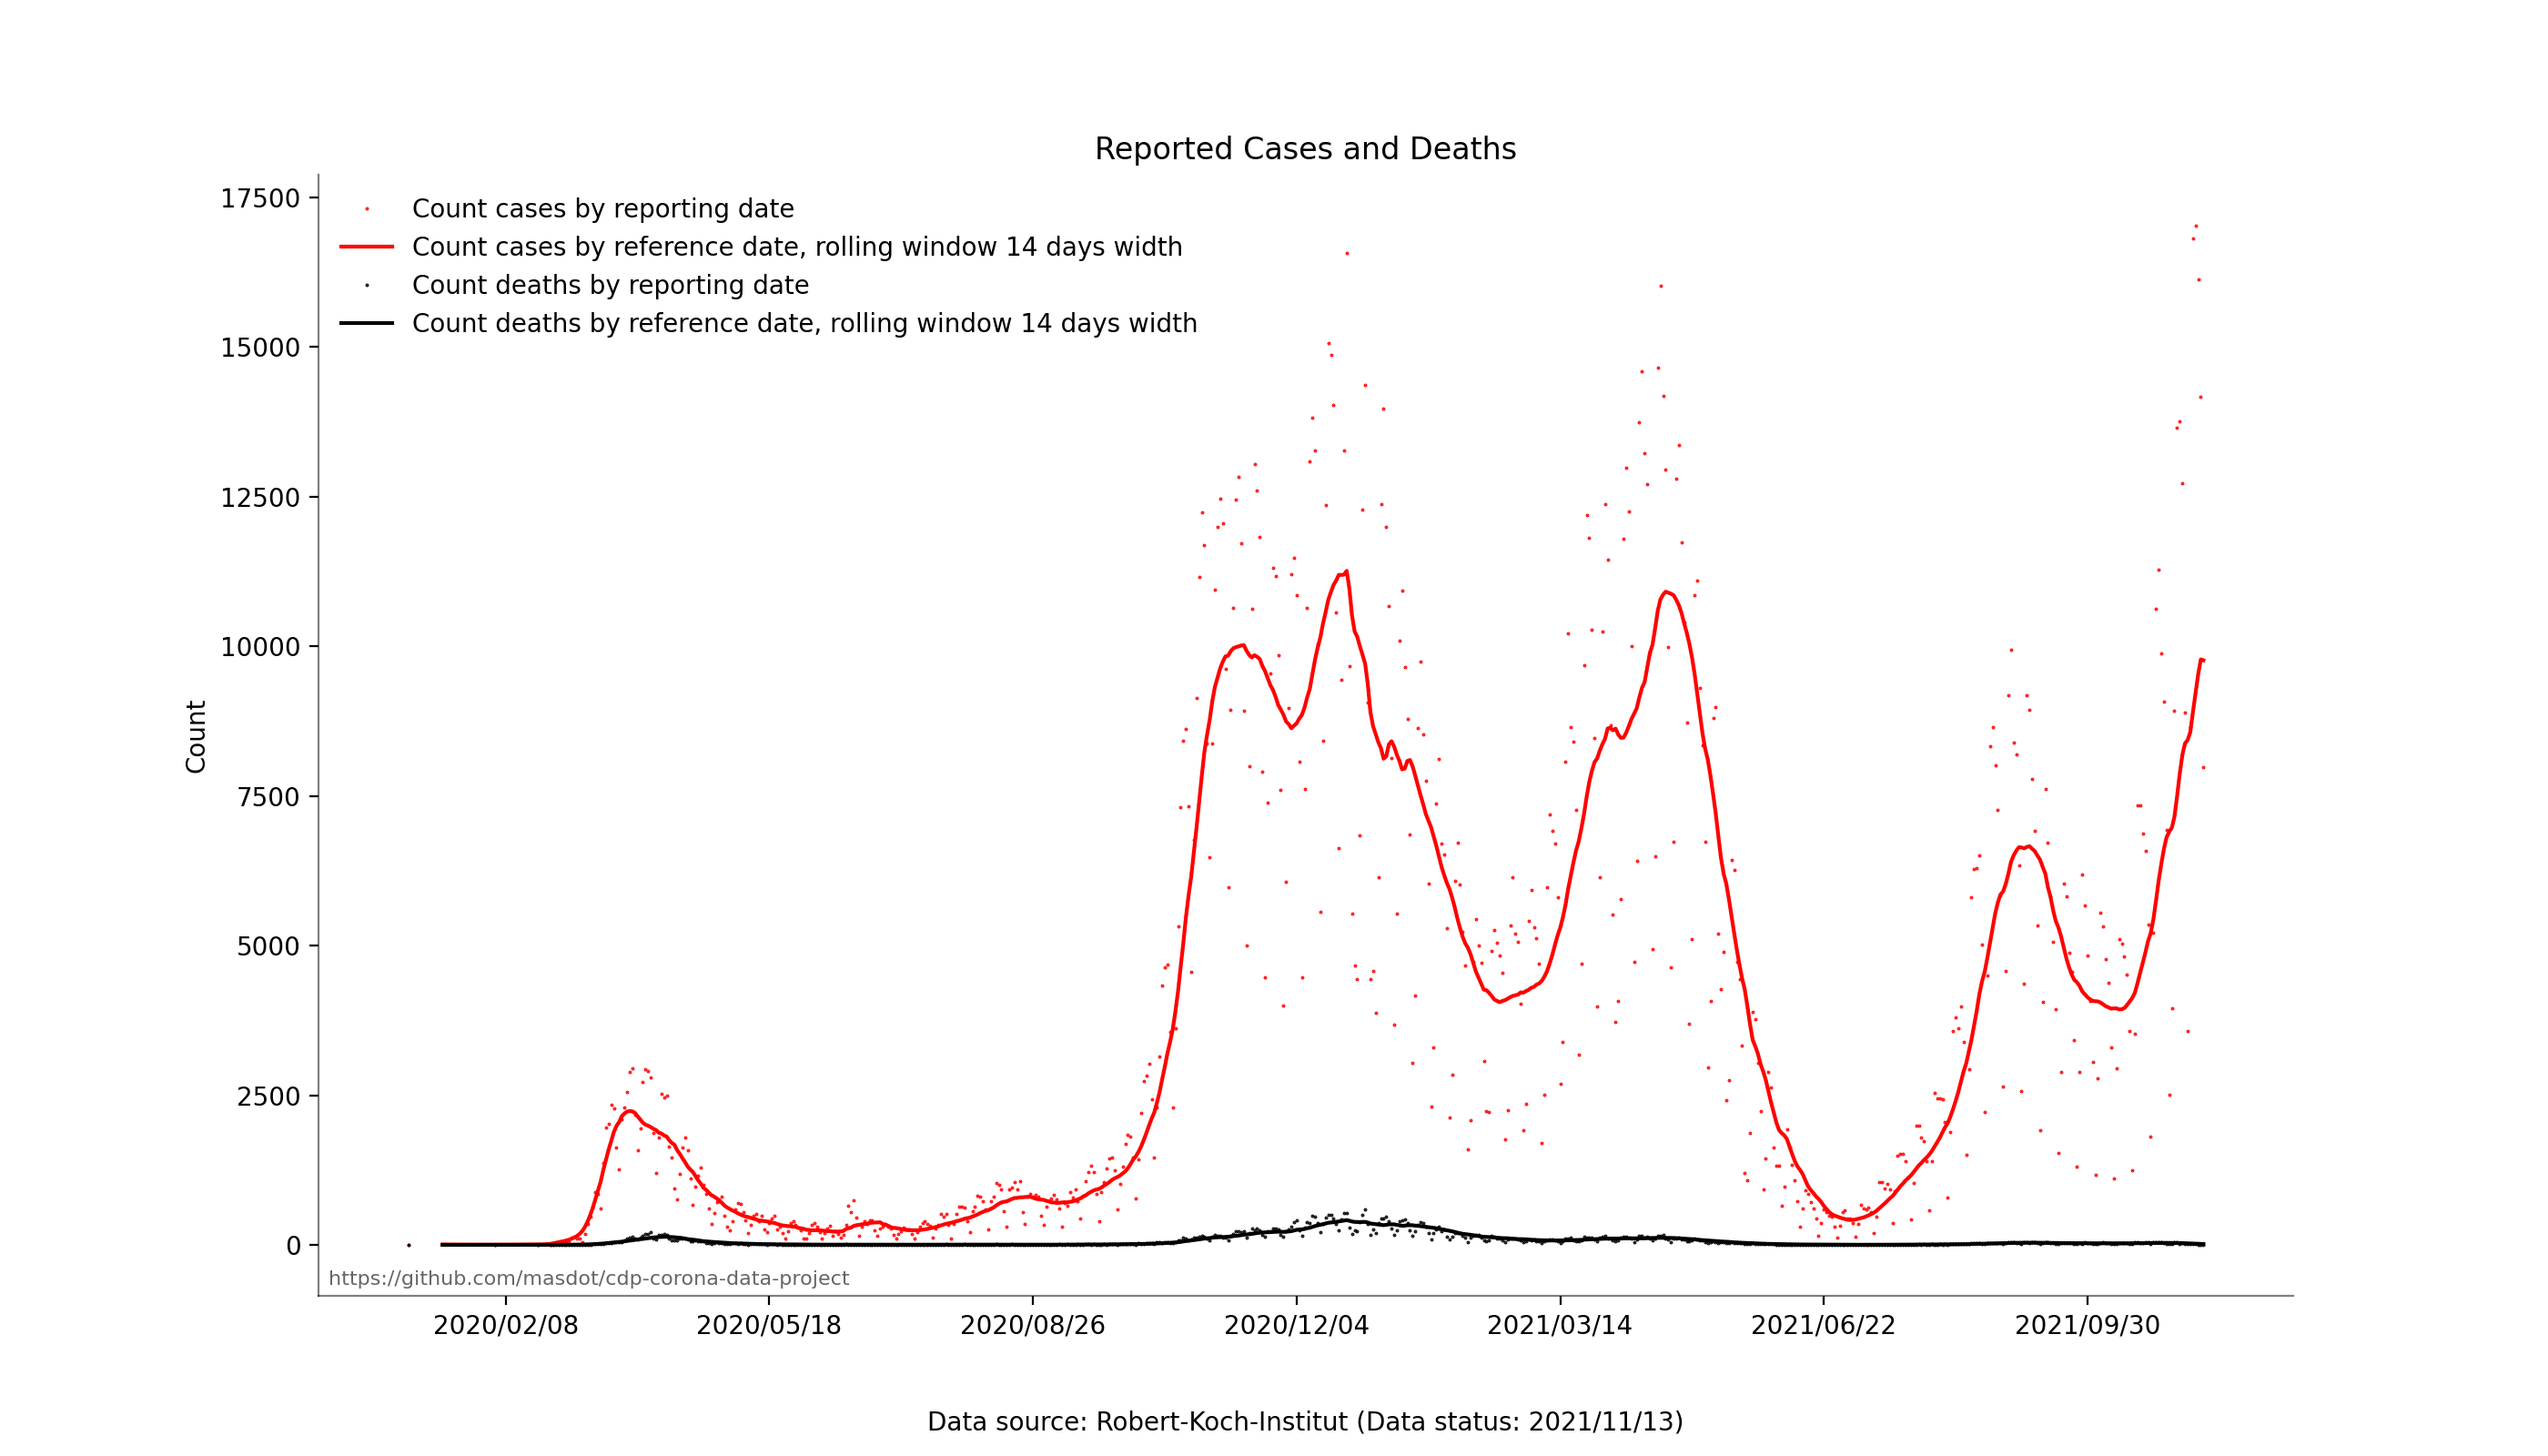 Reported Cases and Deaths
Count cases by reporting date
Count cases by reference date, rolling window 14 days width
Count deaths by reporting date
Count deaths by reference date, rolling window 14 days width
17500
15000
12500
10000
7500
5000
2500
0
Count
https://github.com/masdot/cdp-corona-data-project
2020/02/08 2020/05/18 2020/08/26 2020/12/04 2021/03/14 2021/06/22 2021/09/30
Data source: Robert-Koch-Institut (Data status: 2021/11/13)